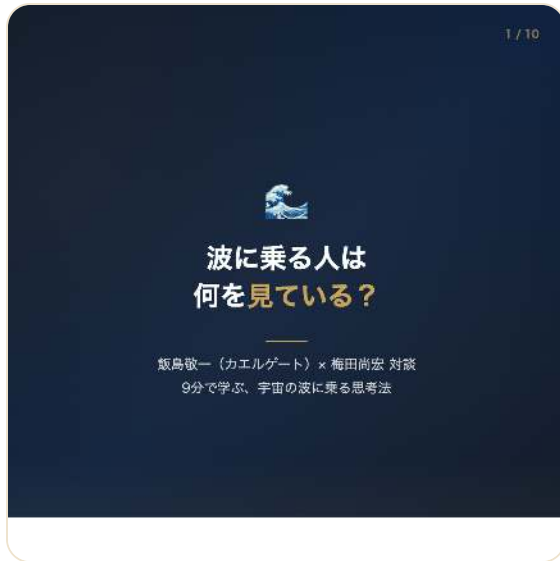 1 / 10
波に乗る人は
何を見ている？
飯島敬一（カエルゲート）× 梅田尚宏 対談
9分で学ぶ、宇宙の波に乗る思考法